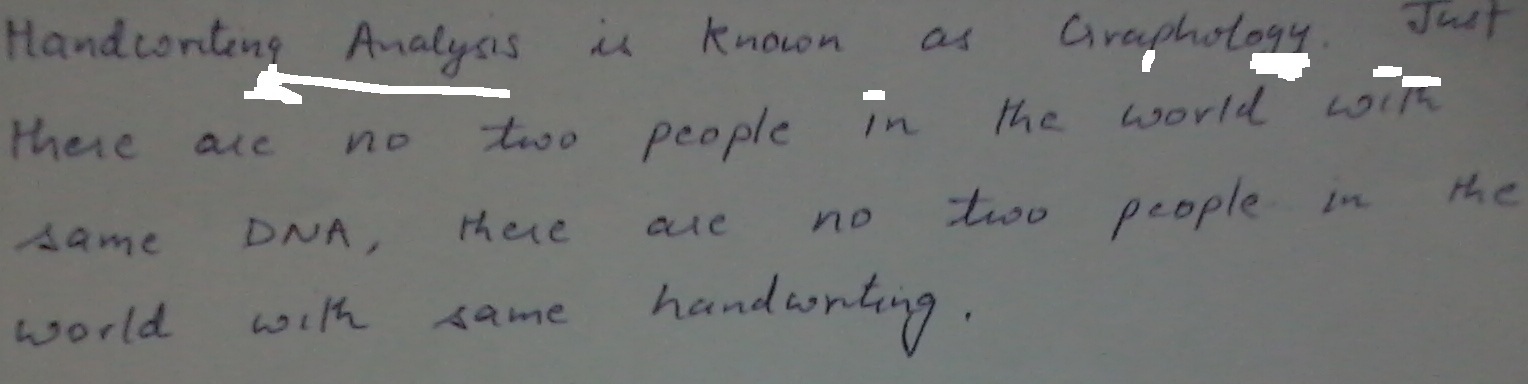 Handwriting Analysis is known as Graphology. Just
there are no two people in the world with
same DNA, there are no two people in the
world with same handwriting.